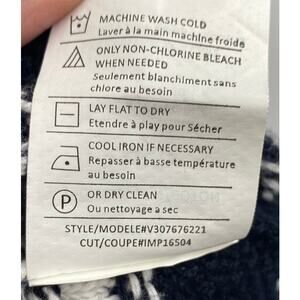 MACHINE WASH COLD
Laver à la main machine froide
ONLY NON-CHLORINE BLEACH
WHEN NEEDED
Seulement blanchiment sans
chlore au besoin
LAY FLAT TO DRY
Etendre à play pour Sécher
COOL IRON IF NECESSARY
Repasser à basse température
au besoin
P
OR DRY CLEAN
Ou nettoyage a sec
STYLE/MODELE#V307676221
CUT/COUPE#IMP16504